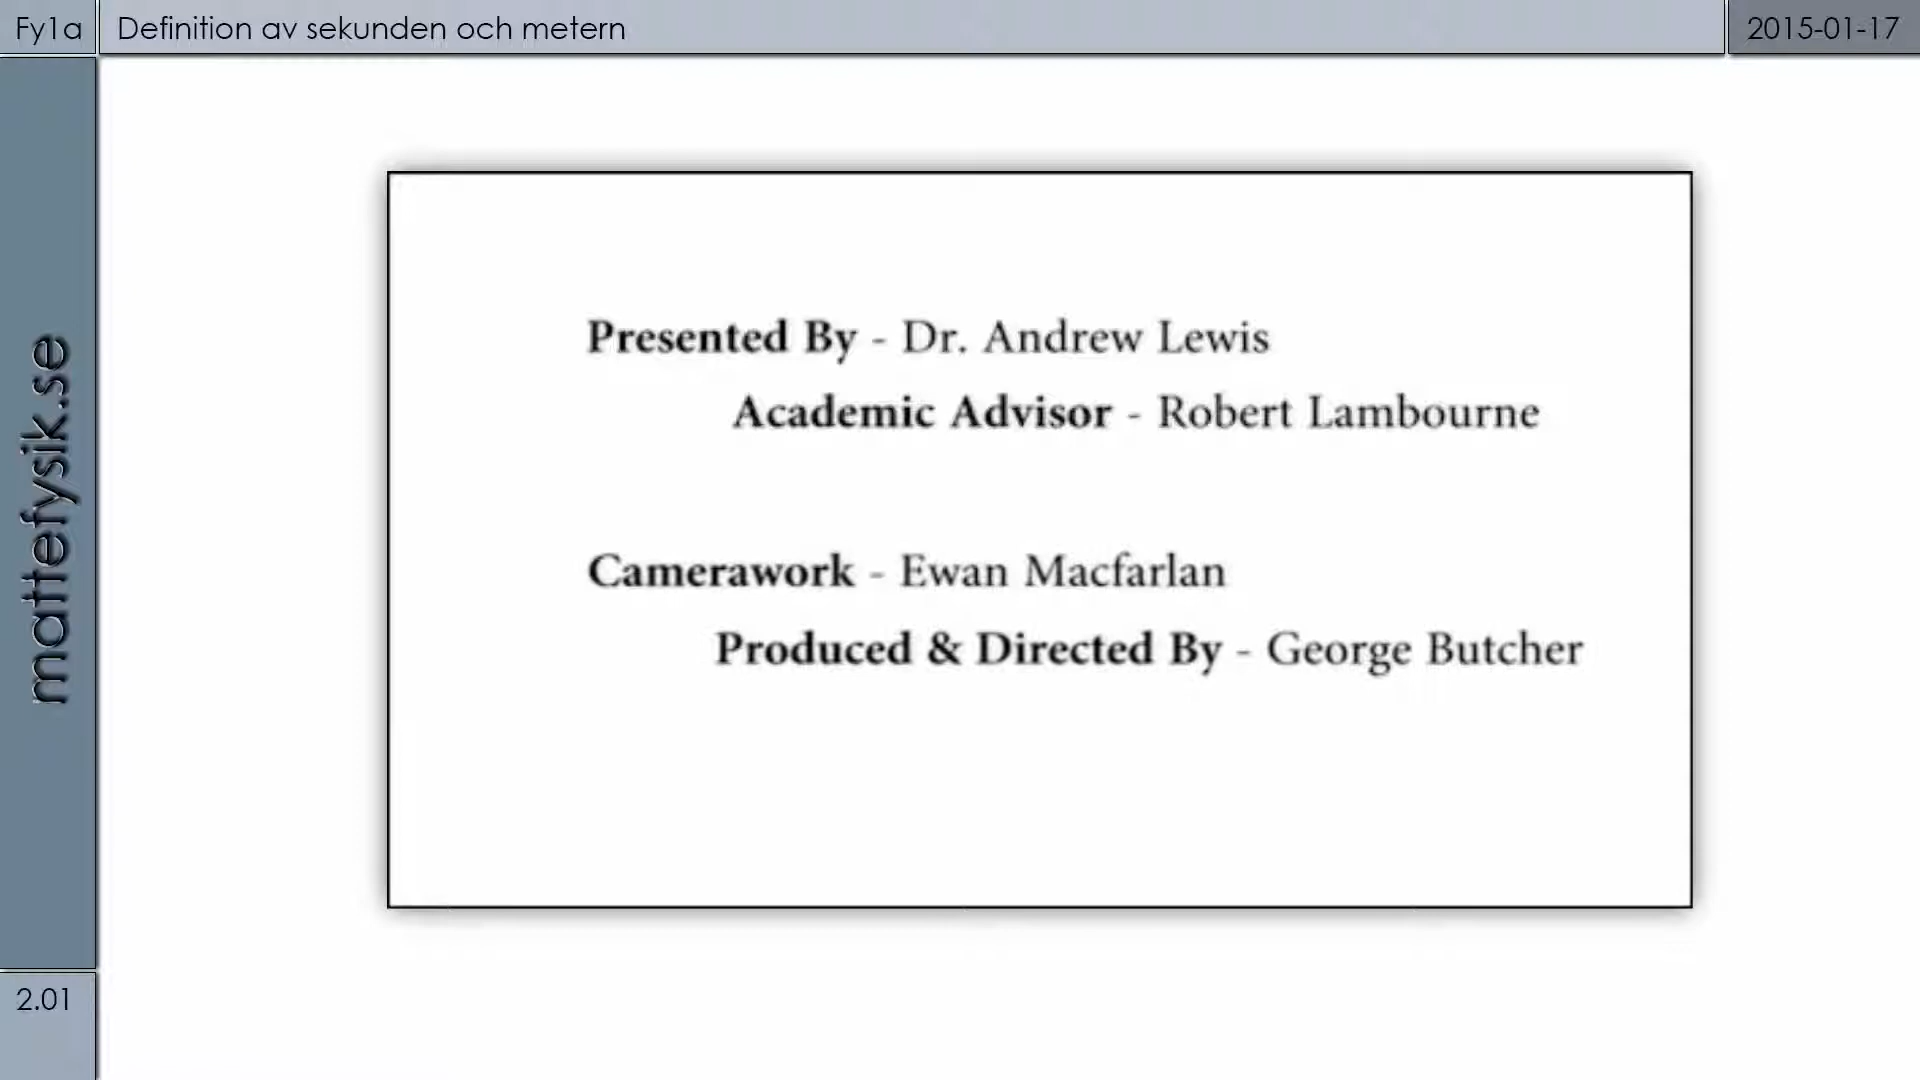 Fy1a
Definition av sekunden och metern
2015-01-17
mattefysik.se
Presented By - Dr. Andrew Lewis
Academic Advisor - Robert Lambourne
Camerawork - Ewan Macfarlan
Produced & Directed By - George Butcher
2.01